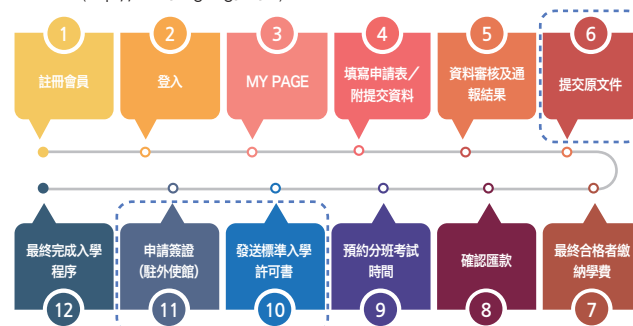 1
註冊會員
2
登入
3
MY PAGE
4
填寫申請表／
附提交資料
5
資料審核及通
報結果
6
提交原文件
最終完成入學
程序
12
申請簽證
(駐外使館)
11
發送標準入學
許可書
10
預約分班考試
時間
9
確認匯款
8
最終合格者繳
納學費
7